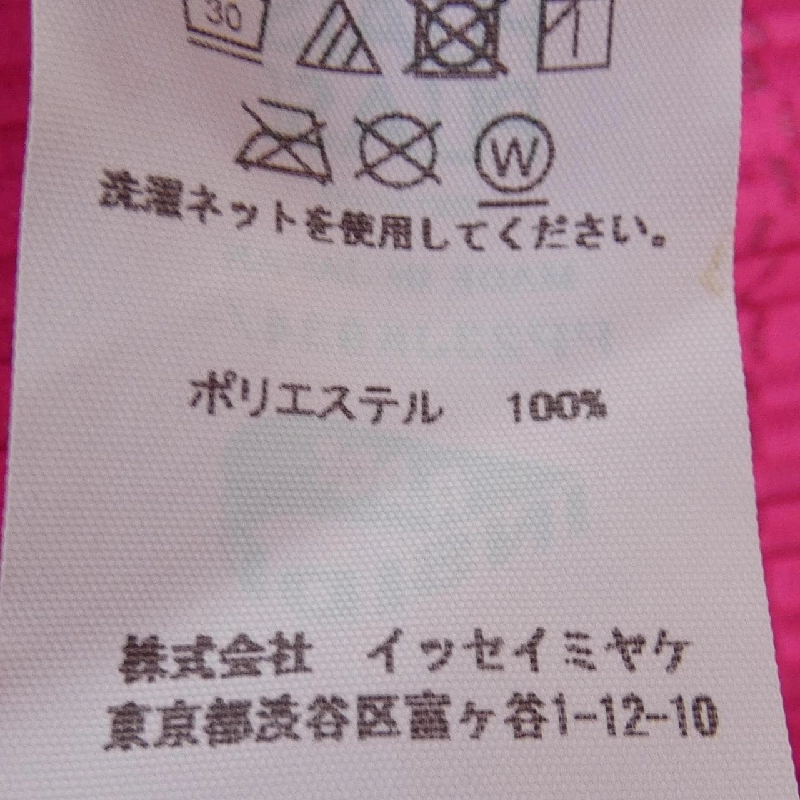 30
W
洗濯ネットを使用してください。
ポリエステル 100%
株式会社 イッセイミヤケ
東京都渋谷区富ヶ谷1-12-10